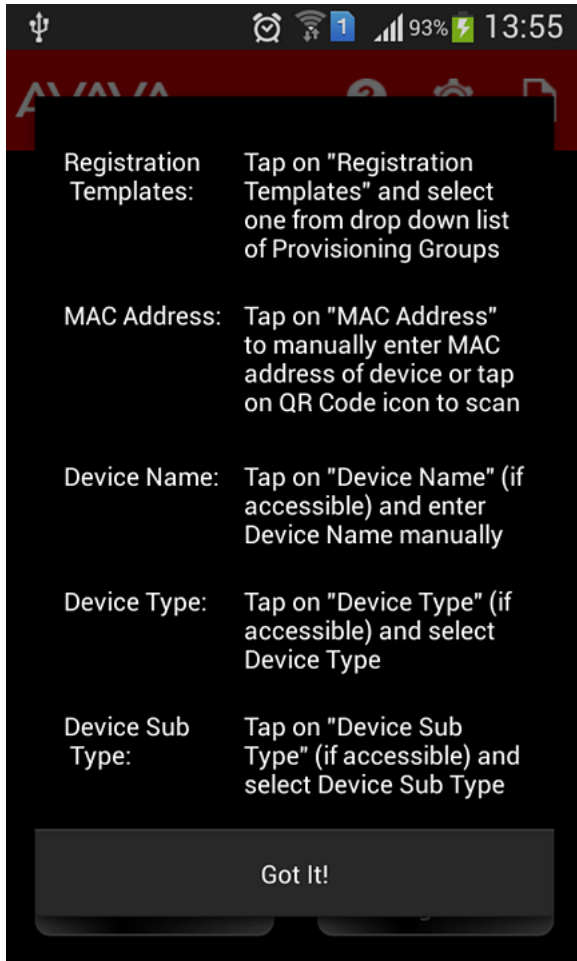 1 93% 13:55
AVAYA
Registration Templates:
Tap on "Registration
Templates" and select
one from drop down list
of Provisioning Groups
MAC Address:
Tap on "MAC Address"
to manually enter MAC
address of device or tap
on QR Code icon to scan
Device Name:
Tap on "Device Name" (if
accessible) and enter
Device Name manually
Device Type:
Tap on "Device Type" (if
accessible) and select
Device Type
Device Sub
Type:
Tap on "Device Sub
Type" (if accessible) and
select Device Sub Type
Got It!